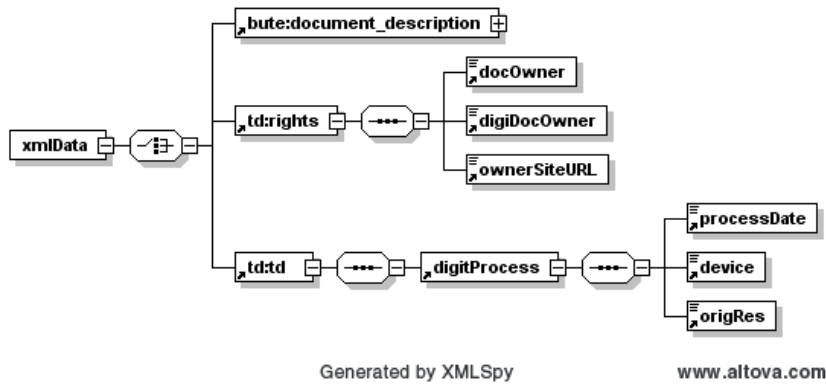 bute:document_description
docOwner
td:rights
digiDocOwner
xmlData
ownerSiteURL
processDate
td:td
digitProcess
device
origRes
Generated by XMLSpy
www.altova.com